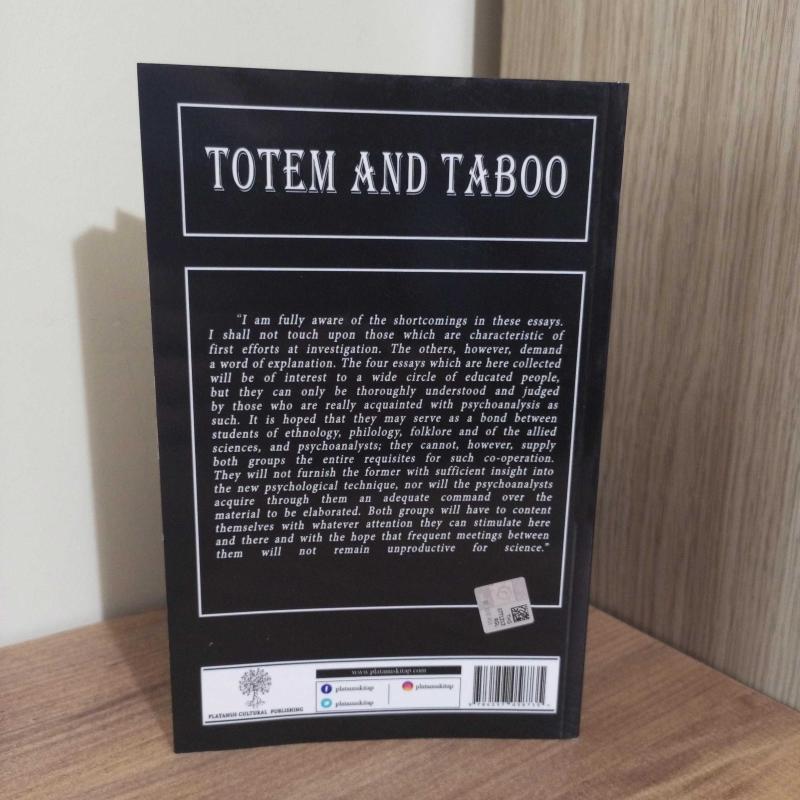 TOTEM AND TABOO
"I am fully aware of the shortcomings in these essays.
I shall not touch upon those which are characteristic of
first efforts at investigation. The others, however, demand
a word of explanation. The four essays which are here collected
will be of interest to a wide circle of educated people,
but they can only be thoroughly understood and judged
by those who are really acquainted with psychoanalysis as
such. It is hoped that they may serve as a bond between
students of ethnology, philology, folklore and of the allied
sciences, and psychoanalysts; they cannot, however, supply
both groups the entire requisites for such co-operation.
They will not furnish the former with sufficient insight into
the new psychological technique, nor will the psychoanalysts
acquire through them an adequate command over the
material to be elaborated. Both groups will have to content
themselves with whatever attention they can stimulate here
and there and with the hope that frequent meetings between
them will not remain unproductive for science."
www.platanuskitap.com
platanuskitap
platanuskitap
platanuskitap
PLATANUS CULTURAL PUBLISHING